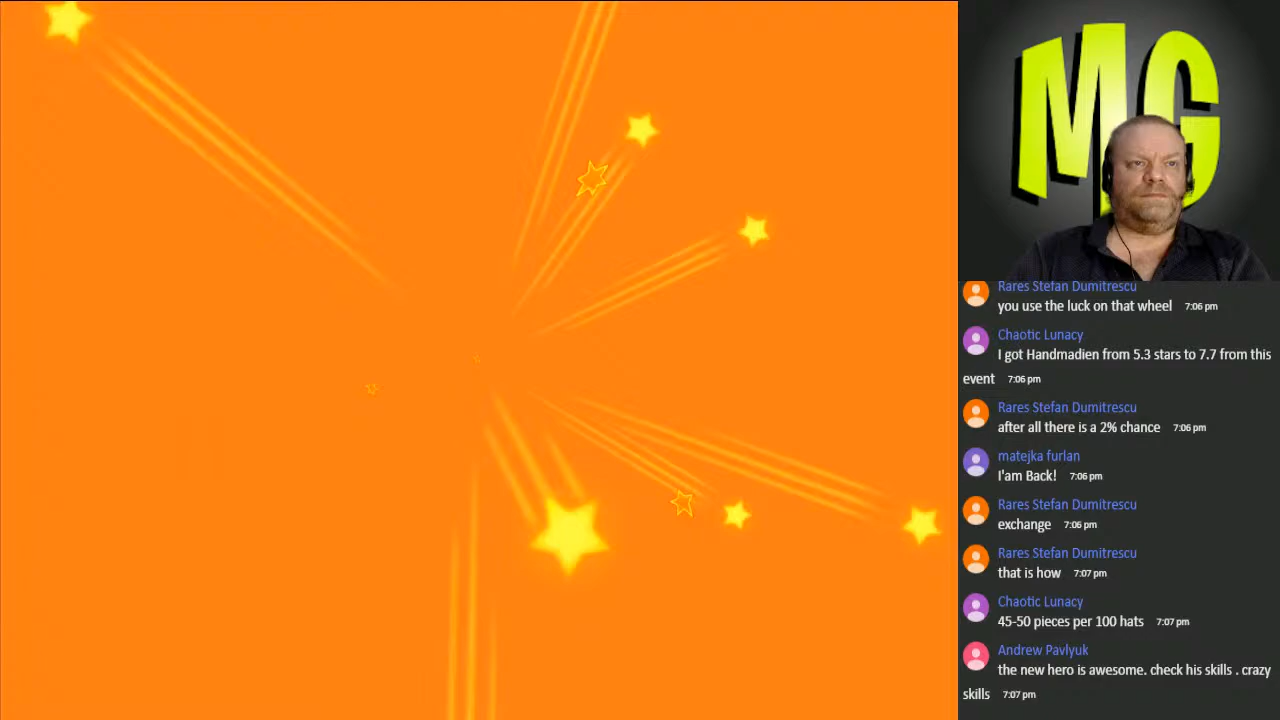 MG
Rares Stefan Dumitrescu
you use the luck on that wheel 7:06 pm
Chaotic Lunacy
I got Handmadien from 5.3 stars to 7.7 from this
event 7:06 pm
Rares Stefan Dumitrescu
after all there is a 2% chance 7:06 pm
matejka furlan
I'am Back! 7:06 pm
Rares Stefan Dumitrescu
exchange 7:06 pm
Rares Stefan Dumitrescu
that is how 7:07 pm
Chaotic Lunacy
45-50 pieces per 100 hats 7:07 pm
Andrew Pavlyuk
the new hero is awesome. check his skills . crazy
skills 7:07 pm